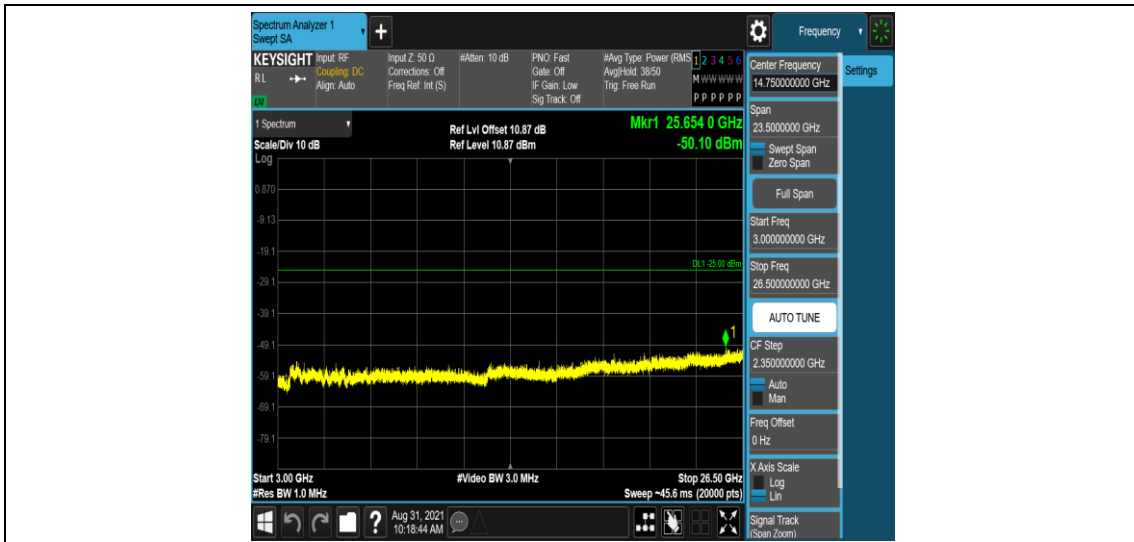 Spectrum Analyzer 1
Swept SA
+
Frequency
KEYSIGHT
RL
LXI
Input: RF
Coupling: DC
Align: Auto
Input Z: 50 Ω
Corrections: Off
Freq Ref: Int (S)
#Atten: 10 dB
PNO: Fast
Gate: Off
IF Gain: Low
Sig Track: Off
#Avg Type: Power (RMS
Avg|Hold: 38/50
Trig: Free Run
1 2 3 4 5 6
M W W W W W
P P P P P P
1 Spectrum
Scale/Div 10 dB
Log
Ref Lvl Offset 10.87 dB
Ref Level 10.87 dBm
Mkr1 25.654 0 GHz
-50.10 dBm
0.870
-9.13
-19.1
DL1 -25.00 dBm
-29.1
-39.1
1
-49.1
-59.1
-69.1
-79.1
Start 3.00 GHz
#Video BW 3.0 MHz
Stop 26.50 GHz
#Res BW 1.0 MHz
Sweep ~45.6 ms (20000 pts)
Center Frequency
14.750000000 GHz
Settings
Span
23.5000000 GHz
Swept Span
Zero Span
Full Span
Start Freq
3.000000000 GHz
Stop Freq
26.500000000 GHz
AUTO TUNE
CF Step
2.350000000 GHz
Auto
Man
Freq Offset
0 Hz
X Axis Scale
Log
Lin
Signal Track
(Span Zoom)
?
Aug 31, 2021
10:18:44 AM